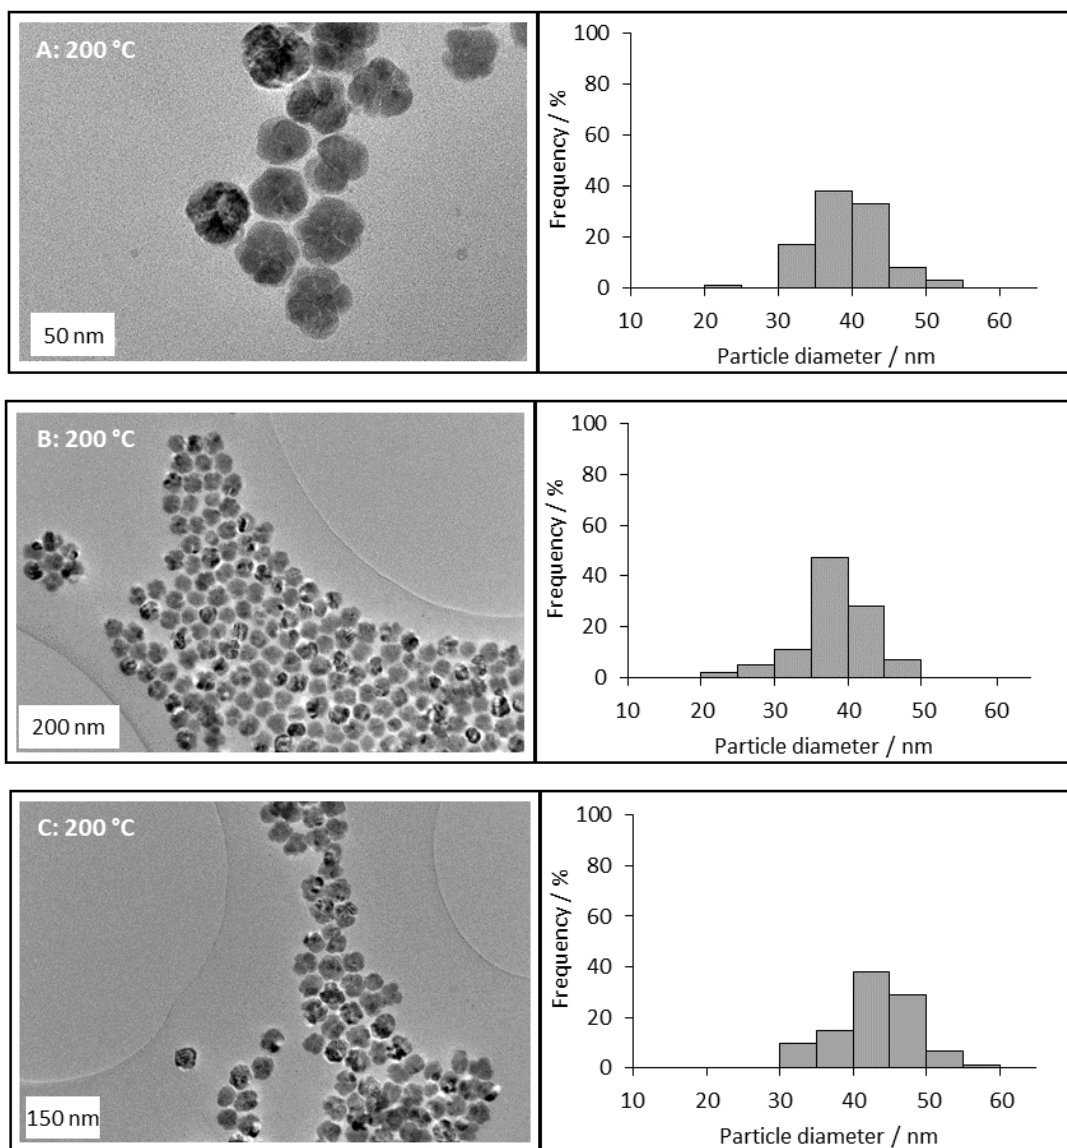 A: 200 °C
50 nm
Frequency / %
100
80
60
40
20
0
10 20 30 40 50 60
Particle diameter / nm
B: 200 °C
200 nm
Frequency / %
100
80
60
40
20
0
10 20 30 40 50 60
Particle diameter / nm
C: 200 °C
150 nm
Frequency / %
100
80
60
40
20
0
10 20 30 40 50 60
Particle diameter / nm